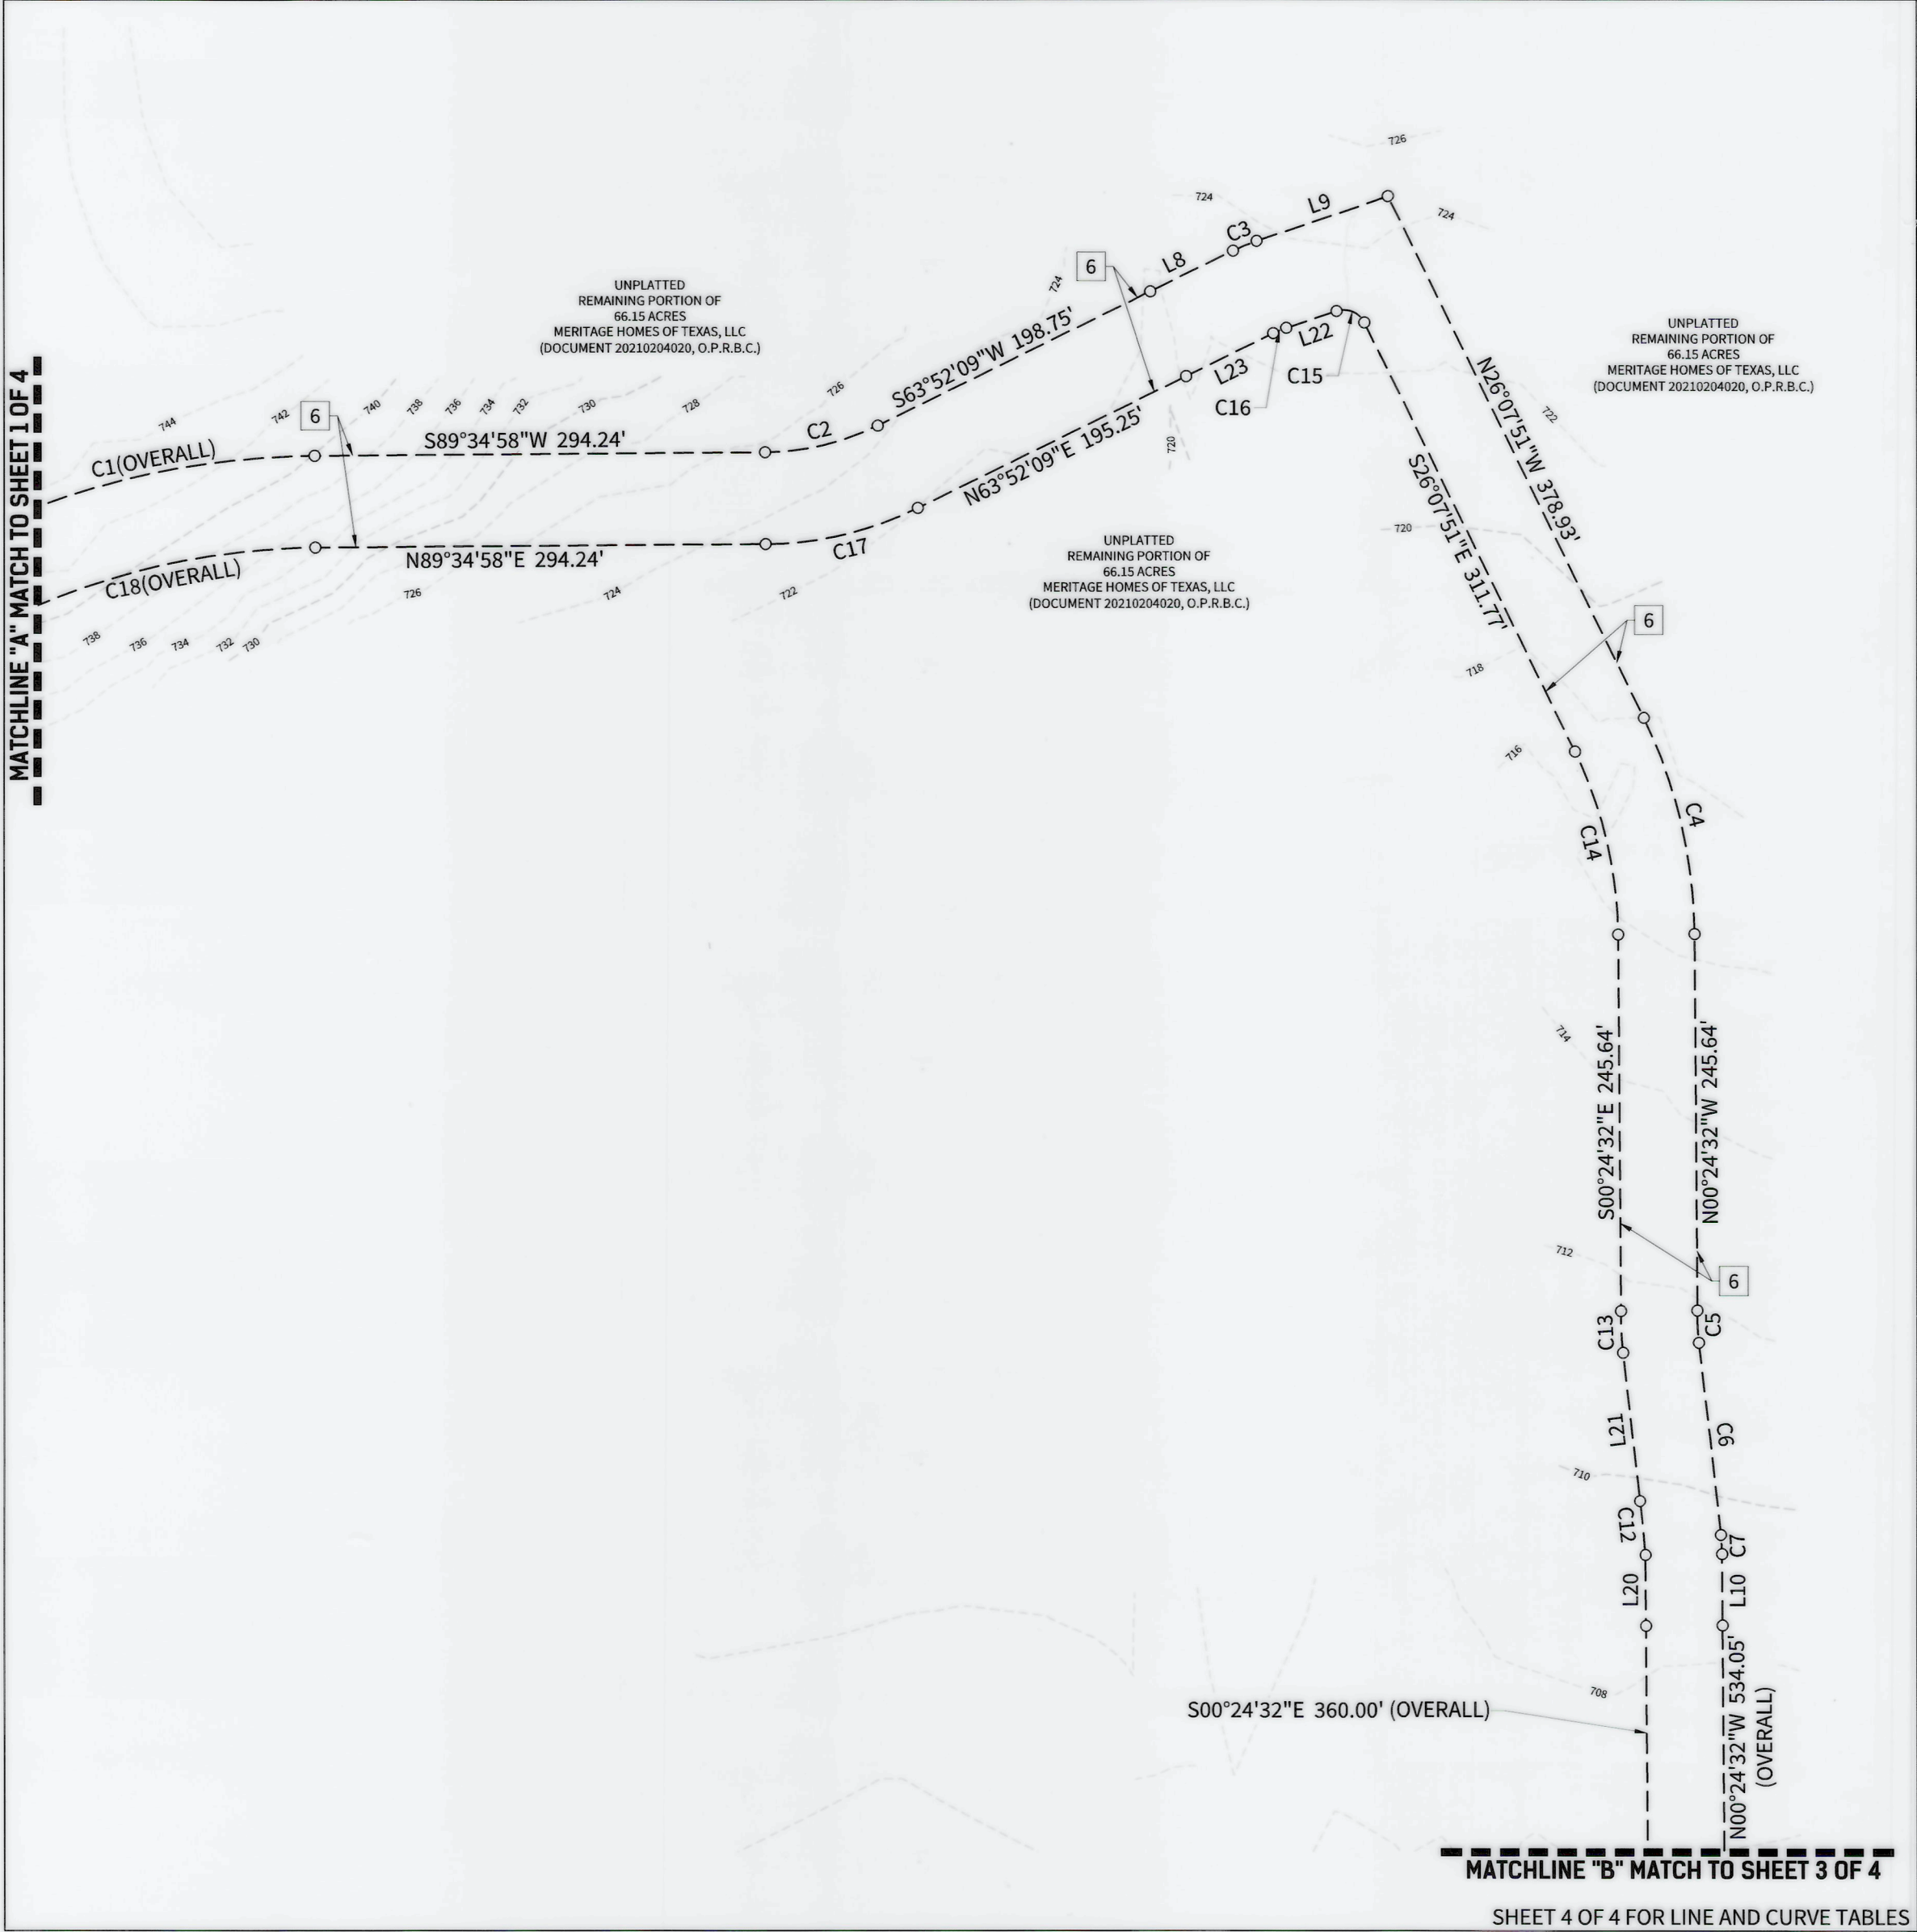 726
724
L9
724
C3
L8
6
724
UNPLATTED
REMAINING PORTION OF
66.15 ACRES
MERITAGE HOMES OF TEXAS, LLC
(DOCUMENT 20210204020, O.P.R.B.C.)
S63°52'09"W 198.75'
L22
C15
L23
C16
UNPLATTED
REMAINING PORTION OF
66.15 ACRES
MERITAGE HOMES OF TEXAS, LLC
(DOCUMENT 20210204020, O.P.R.B.C.)
N26°07'51"W 378.93'
722
MATCHLINE "A" MATCH TO SHEET 1 OF 4
744
742
6
740
738
736
734
732
730
728
726
C1(OVERALL)
S89°34'58"W 294.24'
C2
720
N63°52'09"E 195.25'
S26°07'51"E 311.77'
720
C18(OVERALL)
N89°34'58"E 294.24'
C17
726
724
722
738
736
734
732
730
UNPLATTED
REMAINING PORTION OF
66.15 ACRES
MERITAGE HOMES OF TEXAS, LLC
(DOCUMENT 20210204020, O.P.R.B.C.)
6
718
716
C4
C14
714
S00°24'32"E 245.64'
N00°24'32"W 245.64'
712
6
C13
C5
L21
C6
710
C12
C7
L20
L10
708
S00°24'32"E 360.00' (OVERALL)
N00°24'32"W 534.05'
(OVERALL)
MATCHLINE "B" MATCH TO SHEET 3 OF 4
SHEET 4 OF 4 FOR LINE AND CURVE TABLES